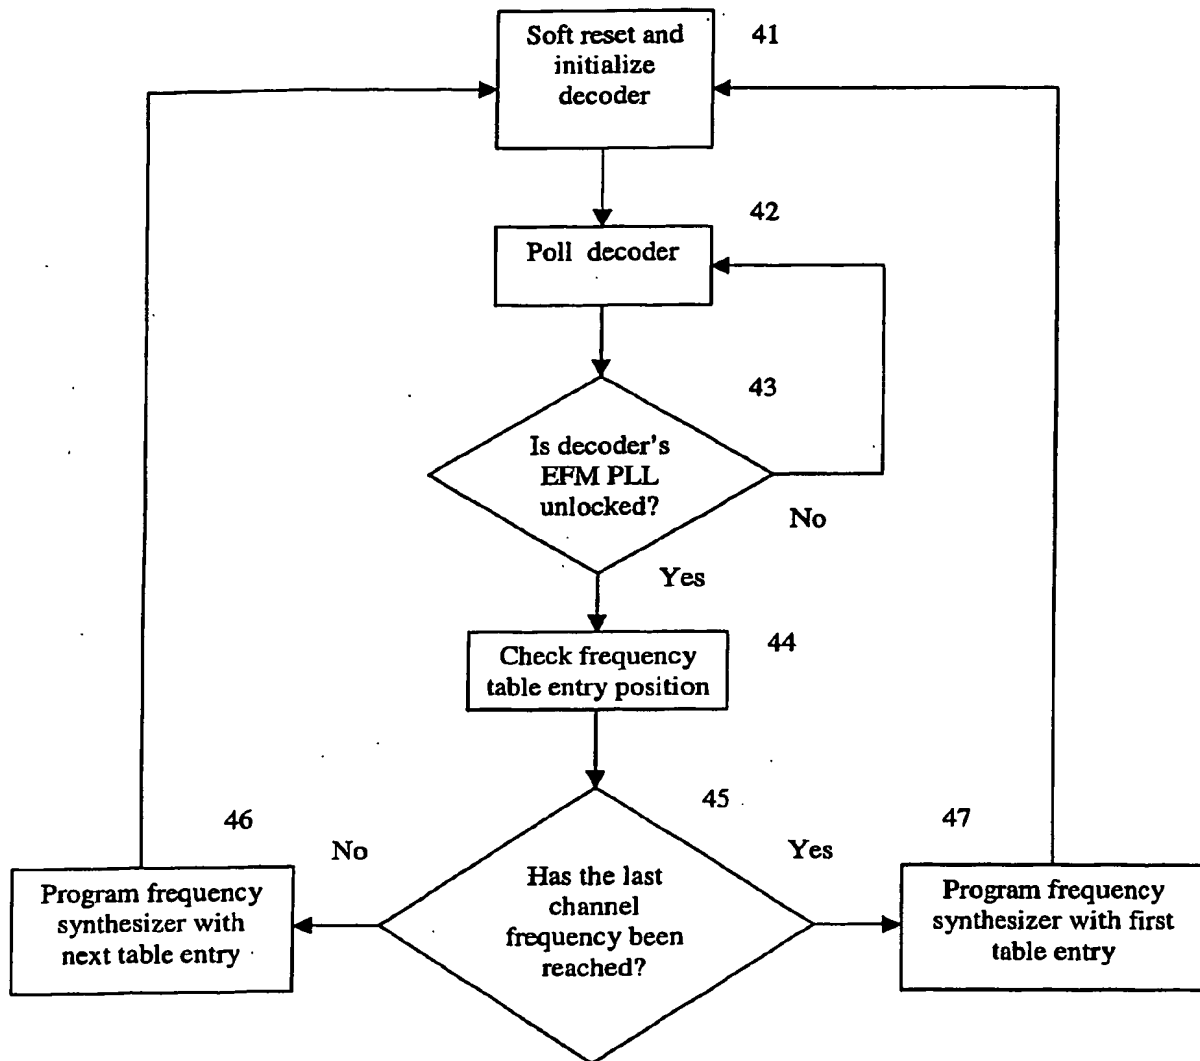 Soft reset and
initialize
decoder
41
42
Poll decoder
43
Is decoder's
EFM PLL
unlocked?
No
Yes
44
Check frequency
table entry position
45
46
47
No
Yes
Has the last
channel
frequency been
reached?
Program frequency
synthesizer with
next table entry
Program frequency
synthesizer with first
table entry